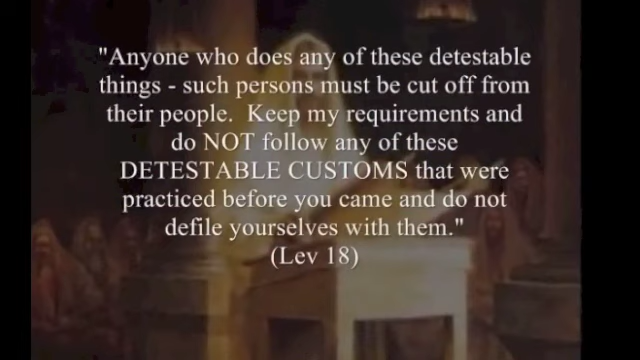 "Anyone who does any of these detestable
things - such persons must be cut off from
their people.  Keep my requirements and
do NOT follow any of these
DETESTABLE CUSTOMS that were
practiced before you came and do not
defile yourselves with them."
(Lev 18)